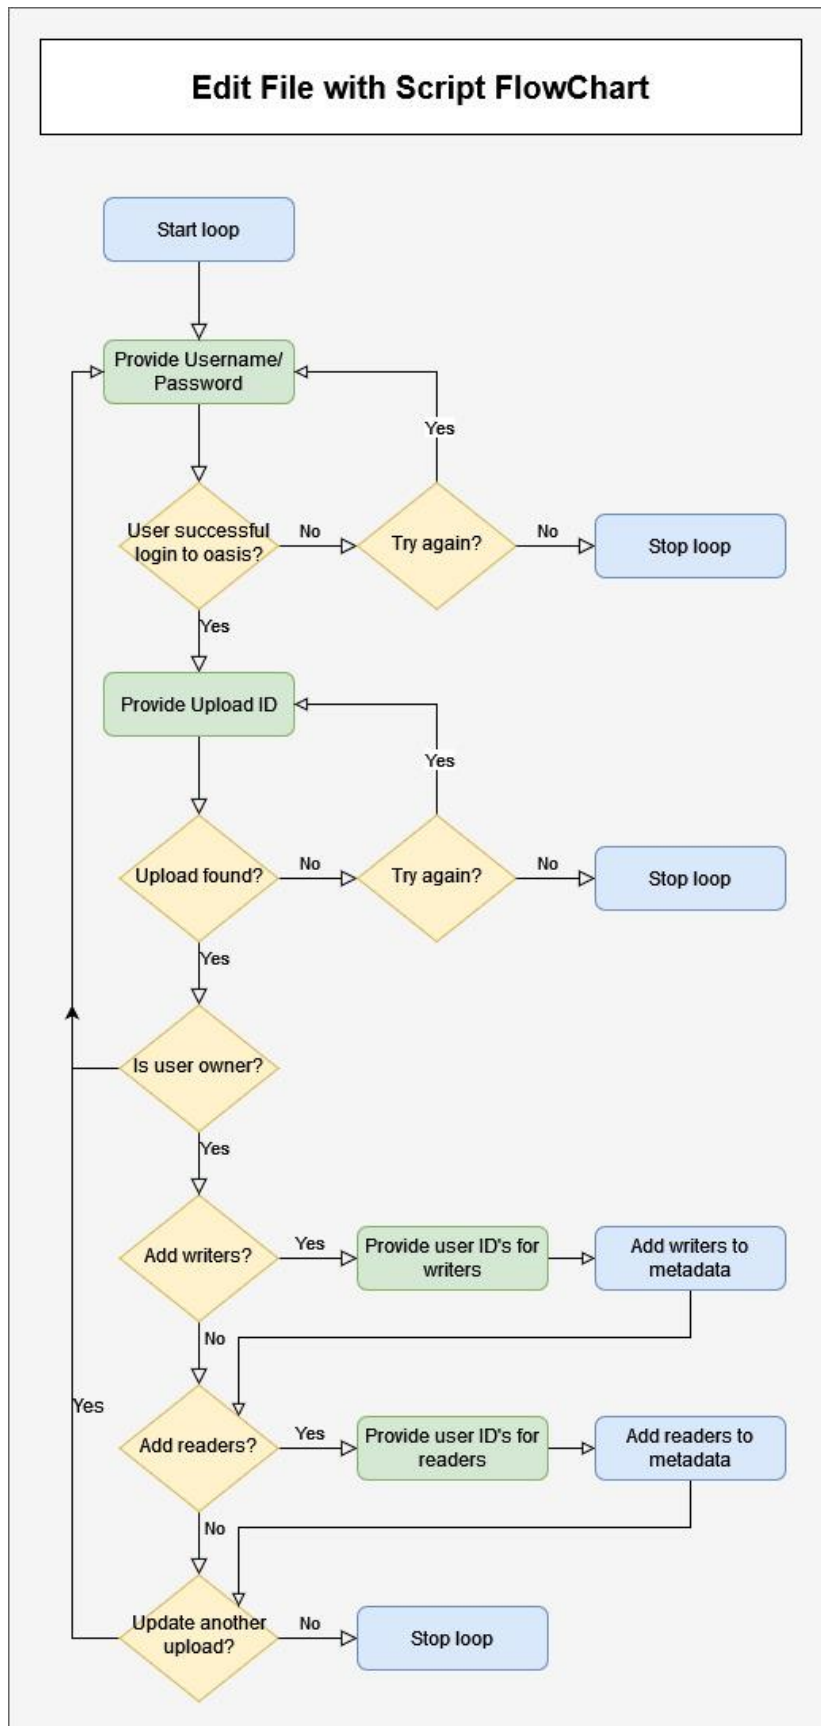 Edit File with Script FlowChart
Start loop
Provide Username/
Password
Yes
User successful
login to oasis?
No
Try again?
No
Stop loop
Yes
Provide Upload ID
Yes
Upload found?
No
Try again?
No
Stop loop
Yes
Is user owner?
Yes
Add writers?
Yes
Provide user ID's for
writers
Add writers to
metadata
No
Yes
Add readers?
Yes
Provide user ID's for
readers
Add readers to
metadata
No
Update another
upload?
No
Stop loop